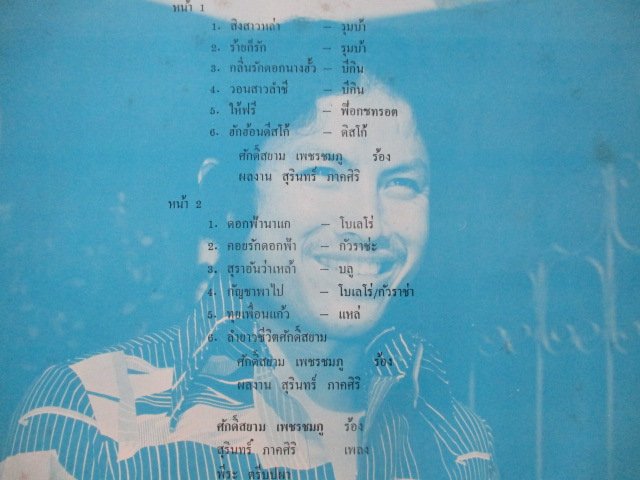 หน้า 1
1. สิงสาวหล่า — รุมบ้า
2. ร้ายก็รัก — รุมบ้า
3. กลิ่นรักดอกนางฮั้ว — บีกิน
4. วอนสาวลำชี — บีกิน
5. ให้ฟรี — ฟ็อกซทรอต
6. ฮักฮ้อนดีสโก้ — ดิสโก้
ศักดิ์สยาม เพชรชมภู ร้อง
ผลงาน สุรินทร์ ภาคศิริ
หน้า 2
1. ดอกฟ้านาแก — โบเลโร่
2. คอยรักดอกฟ้า — กัวราช่ะ
3. สุราอันว่าเหล้า — บลู
4. กัญชาพาไป — โบเลโร่/กัวราช่า
5. ทุยเพื่อนแก้ว — แหล่
6. ลำยาวชีวิตศักดิ์สยาม
ศักดิ์สยาม เพชรชมภู ร้อง
ผลงาน สุรินทร์ ภาคศิริ
ศักดิ์สยาม เพชรชมภู ร้อง
สุรินทร์ ภาคศิริ เพลง
พีระ ตรีบุปผา